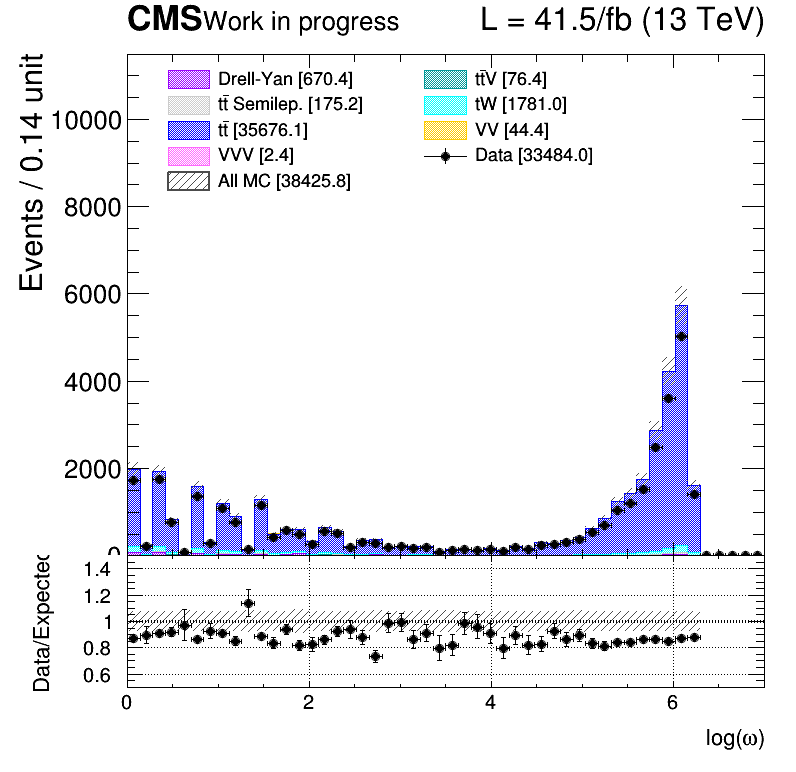 CMS Work in progress L = 41.5/fb (13 TeV)
Events / 0.14 unit
Drell-Yan [670.4]
tt̄ Semilep. [175.2]
tt̄ [35676.1]
VVV [2.4]
All MC [38425.8]
tt̄V [76.4]
tW [1781.0]
VV [44.4]
Data [33484.0]
10000
8000
6000
4000
2000
0
Data/Expected
1.4
1.2
1
0.8
0.6
0 2 4 6
log(ω)